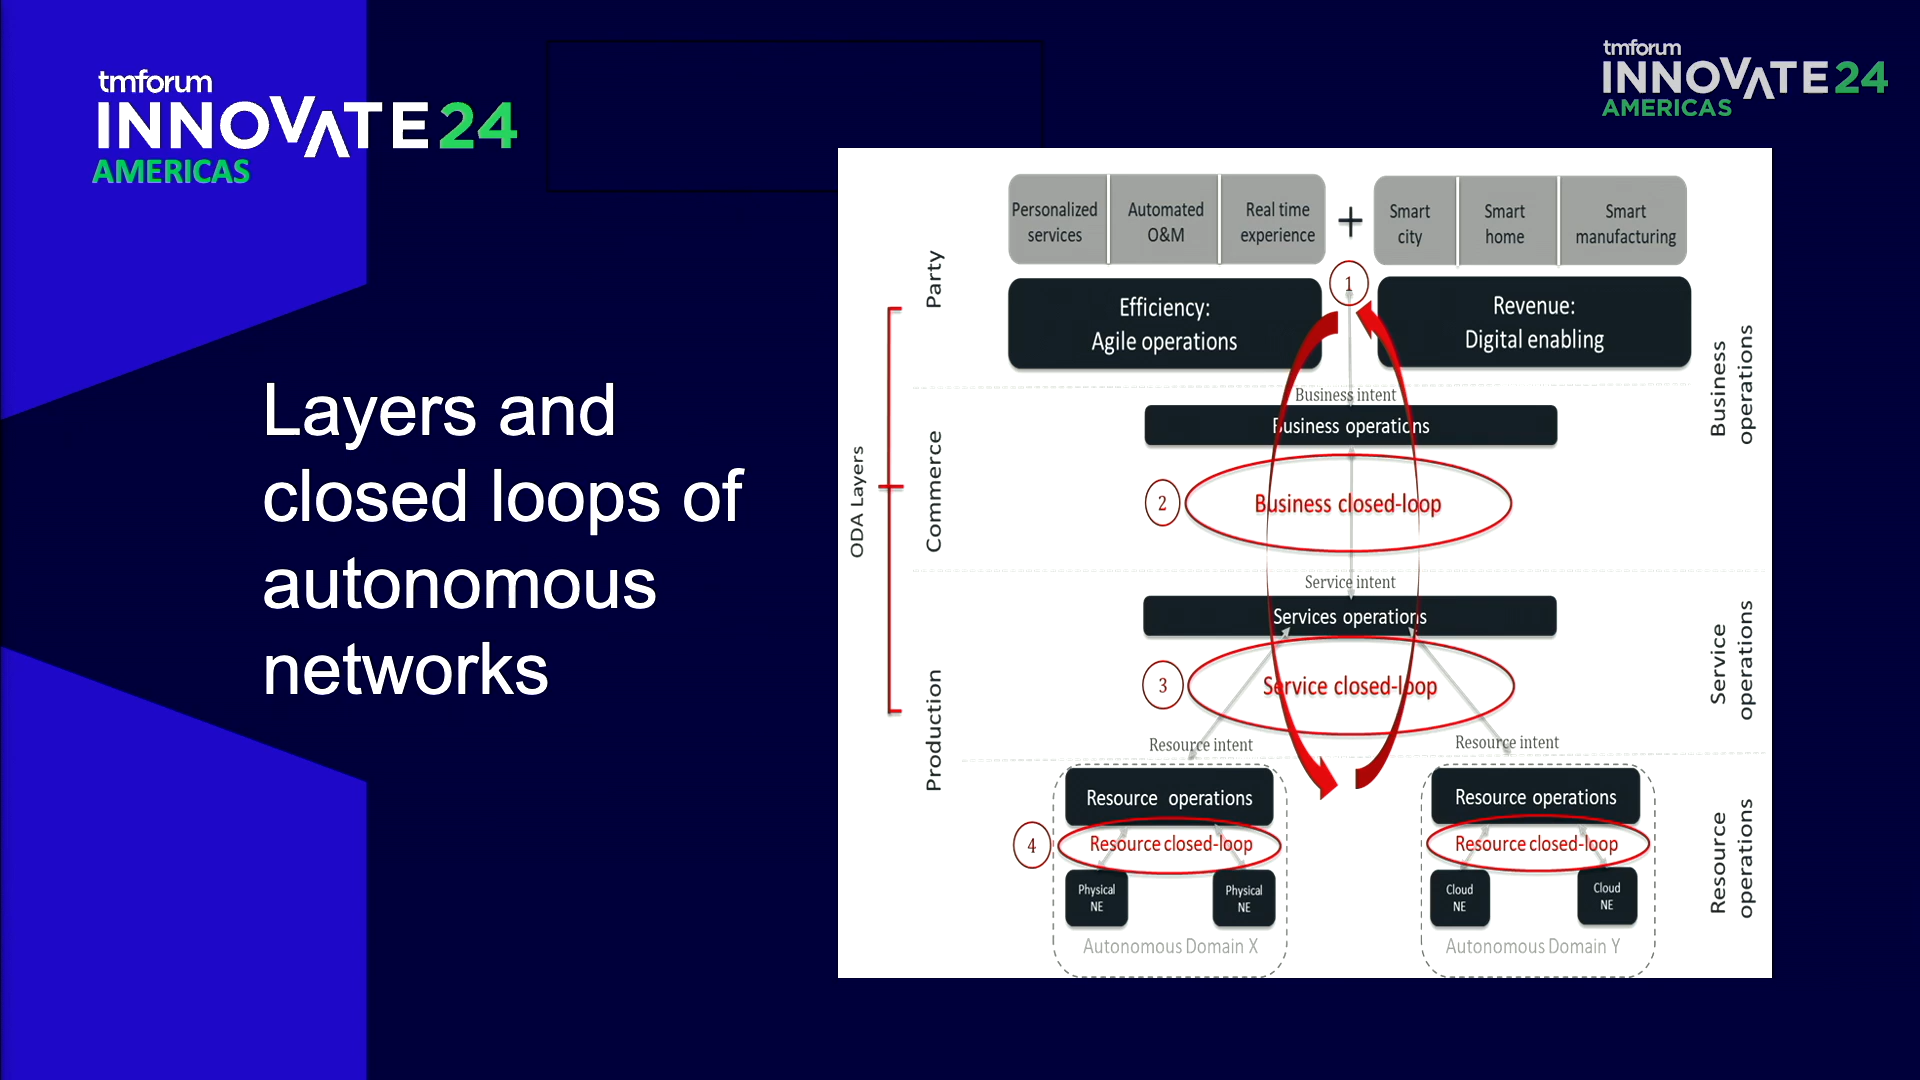 tmforum
INNOVATE24
AMERICAS
tmforum
INNOVATE24
AMERICAS
Layers and
closed loops of
autonomous
networks
Personalized
services
Automated
O&M
Real time
experience
+
Smart
city
Smart
home
Smart
manufacturing
1
Efficiency:
Agile operations
Revenue:
Digital enabling
Business intent
Business operations
2
Business closed-loop
Service intent
Services operations
3
Service closed-loop
Resource intent
Resource intent
Resource operations
Resource operations
4
Resource closed-loop
Resource closed-loop
Physical
NE
Physical
NE
Cloud
NE
Cloud
NE
Autonomous Domain X
Autonomous Domain Y
ODA Layers
Party
Commerce
Production
Business
operations
Service
operations
Resource
operations